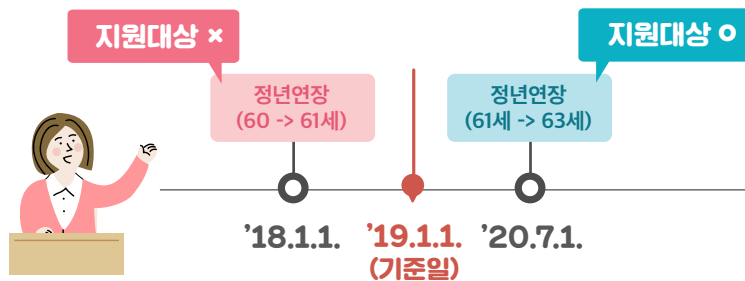 지원대상 ×
지원대상 O
정년연장
(60 -> 61세)
정년연장
(61세 -> 63세)
’18.1.1.
’19.1.1.
(기준일)
’20.7.1.